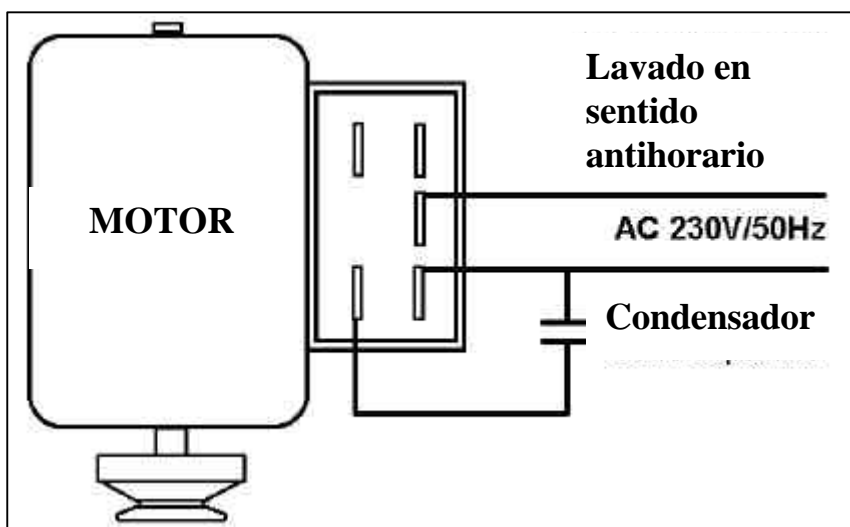 Lavado en
sentido
antihorario
MOTOR
AC 230V/50Hz
Condensador